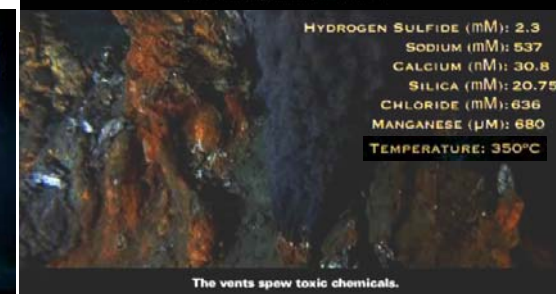 HYDROGEN SULFIDE (mM): 2.3
SODIUM (mM): 537
CALCIUM (mM): 30.8
SILICA (mM): 20.75
CHLORIDE (mM): 636
MANGANESE (µM): 680
TEMPERATURE: 350°C
The vents spew toxic chemicals.